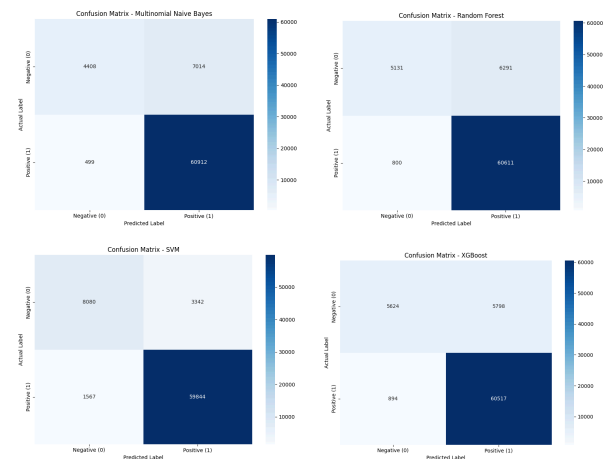 Confusion Matrix - Multinomial Naive Bayes
Actual Label
Negative (0)
Positive (1)
4408
7014
499
60912
Negative (0)
Positive (1)
Predicted Label
60000
50000
40000
30000
20000
10000
Confusion Matrix - Random Forest
Actual Label
Negative (0)
Positive (1)
5131
6291
800
60611
Negative (0)
Positive (1)
Predicted Label
60000
50000
40000
30000
20000
10000
Confusion Matrix - SVM
Actual Label
Negative (0)
Positive (1)
8080
3342
1567
59844
Negative (0)
Positive (1)
Predicted Label
50000
40000
30000
20000
10000
Confusion Matrix - XGBoost
Actual Label
Negative (0)
Positive (1)
5624
5798
894
60517
Negative (0)
Positive (1)
Predicted Label
60000
50000
40000
30000
20000
10000